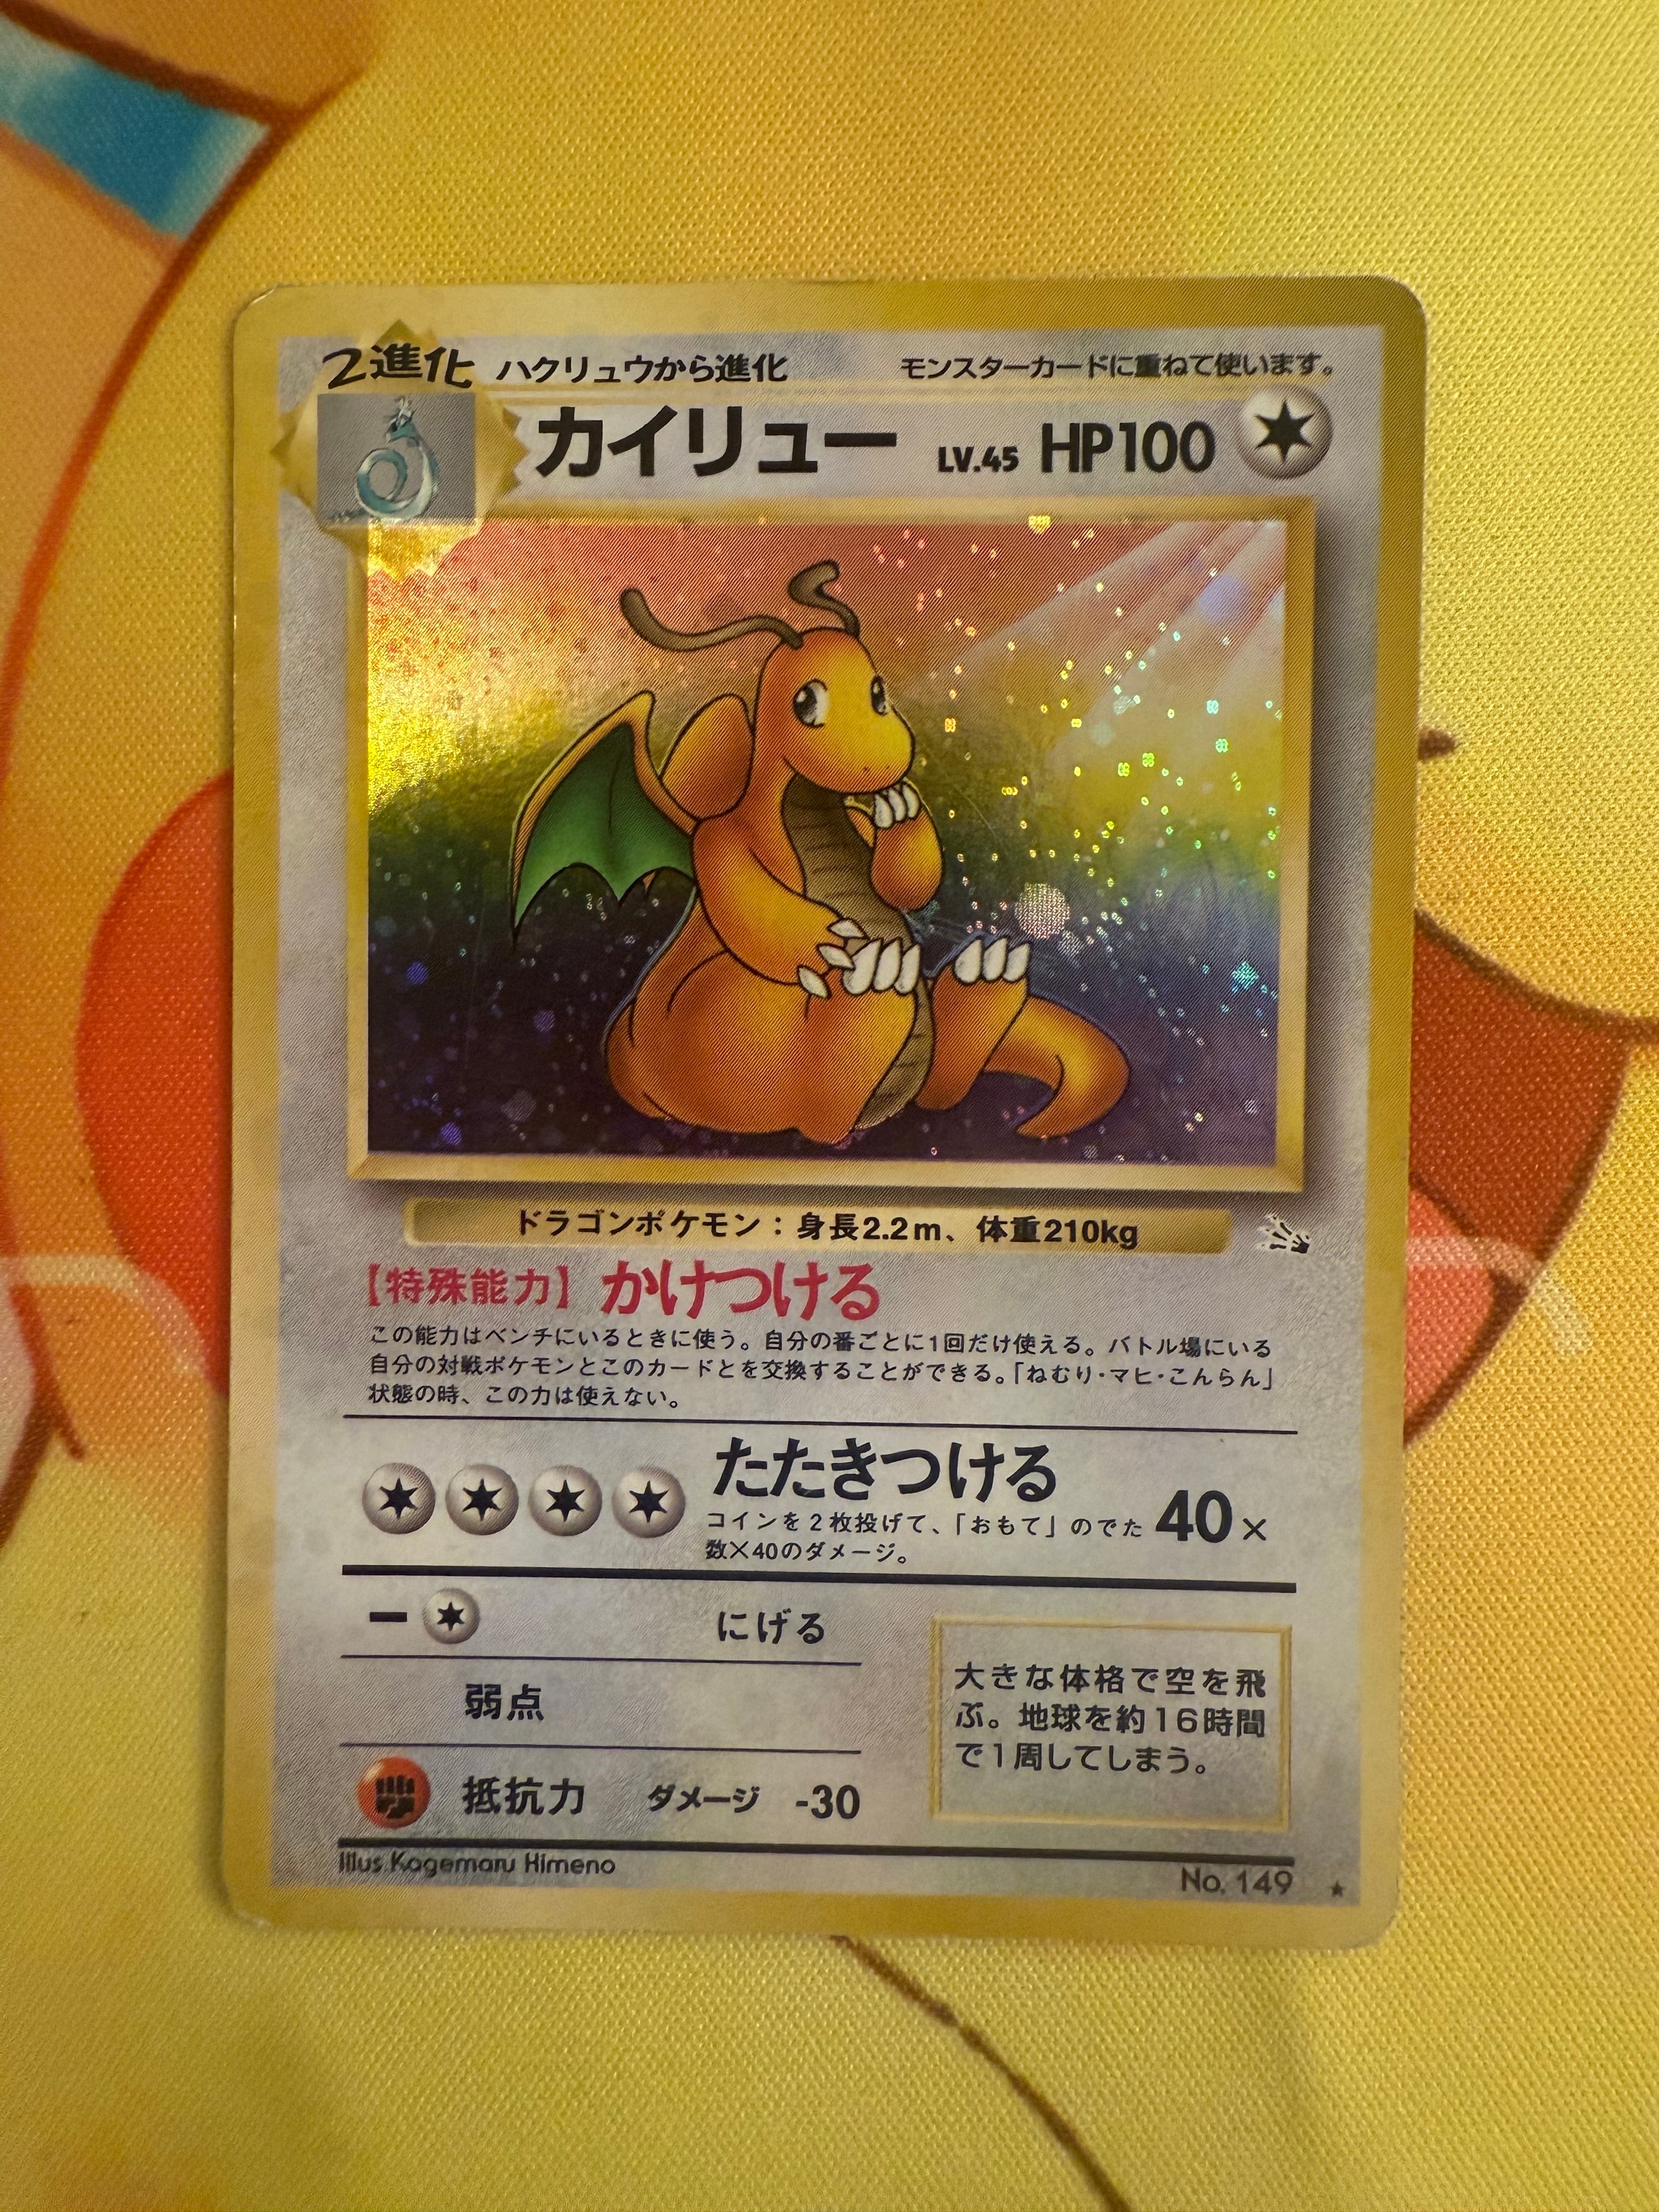 2進化 ハクリュウから進化 モンスターカードに重ねて使います。
カイリュー LV.45 HP100
ドラゴンポケモン：身長2.2m、体重210kg
【特殊能力】かけつける
この能力はベンチにいるときに使う。自分の番ごとに1回だけ使える。バトル場にいる
自分の対戦ポケモンとこのカードとを交換することができる。「ねむり・マヒ・こんらん」
状態の時、この力は使えない。
たたきつける
コインを2枚投げて、「おもて」のでた
数×40のダメージ。
40×
− にげる
弱点
抵抗力 ダメージ -30
大きな体格で空を飛
ぶ。地球を約16時間
で1周してしまう。
Illus. Kagemaru Himeno
No. 149 ★